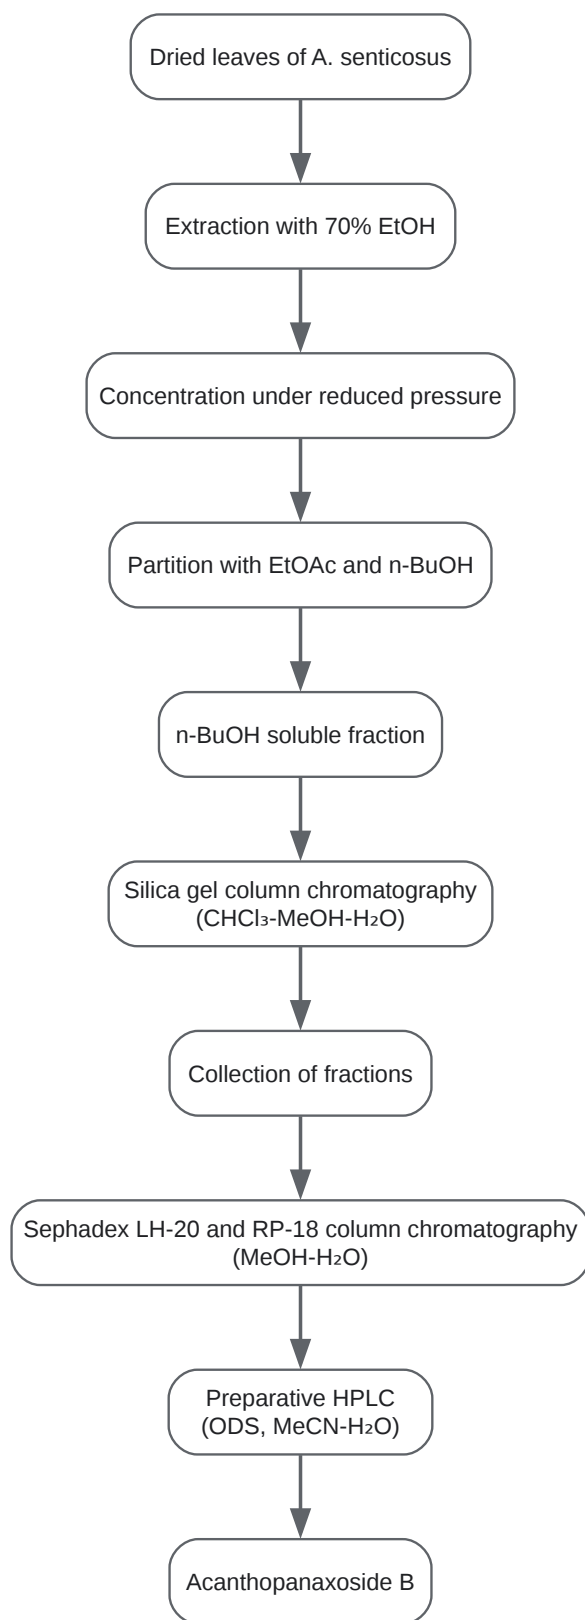 Dried leaves of A. senticosus
Extraction with 70% EtOH
Concentration under reduced pressure
Partition with EtOAc and n-BuOH
n-BuOH soluble fraction
Silica gel column chromatography
(CHCl₃-MeOH-H₂O)
Collection of fractions
Sephadex LH-20 and RP-18 column chromatography
(MeOH-H₂O)
Preparative HPLC
(ODS, MeCN-H₂O)
Acanthopanaxoside B